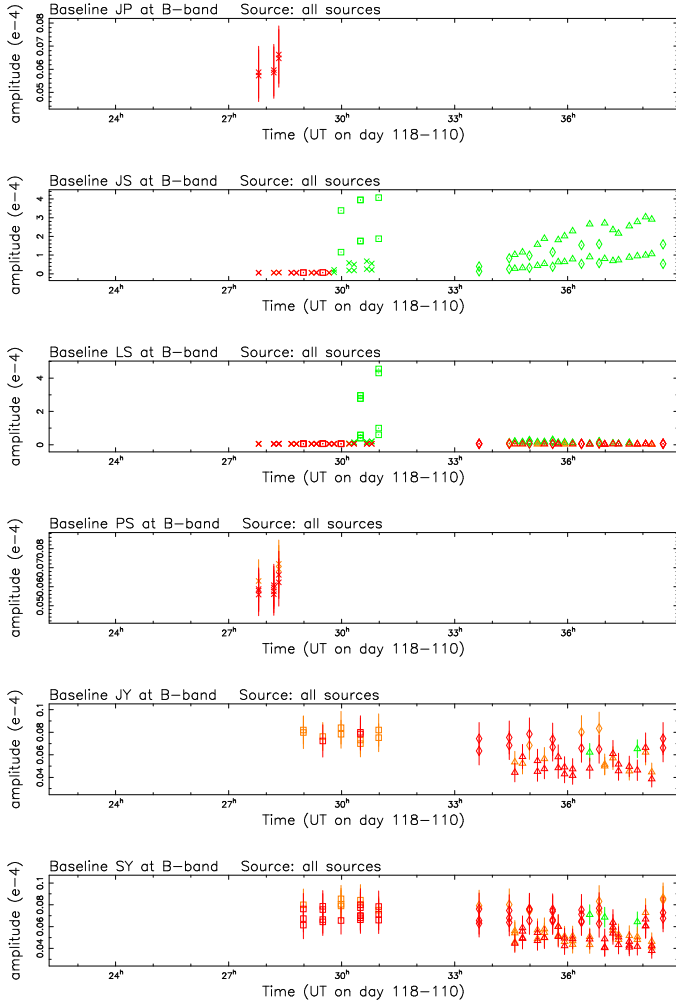 Baseline JP at B-band Source: all sources
amplitude (e-4)
0.05 0.06 0.07 0.08
24h 27h 30h 33h 36h
Time (UT on day 118-110)
Baseline JS at B-band Source: all sources
amplitude (e-4)
0 1 2 3 4
24h 27h 30h 33h 36h
Time (UT on day 118-110)
Baseline LS at B-band Source: all sources
amplitude (e-4)
0 2 4
24h 27h 30h 33h 36h
Time (UT on day 118-110)
Baseline PS at B-band Source: all sources
amplitude (e-4)
0.05 0.06 0.07 0.08
24h 27h 30h 33h 36h
Time (UT on day 118-110)
Baseline JY at B-band Source: all sources
amplitude (e-4)
0.04 0.06 0.08 0.1
24h 27h 30h 33h 36h
Time (UT on day 118-110)
Baseline SY at B-band Source: all sources
amplitude (e-4)
0.04 0.06 0.08 0.1
24h 27h 30h 33h 36h
Time (UT on day 118-110)